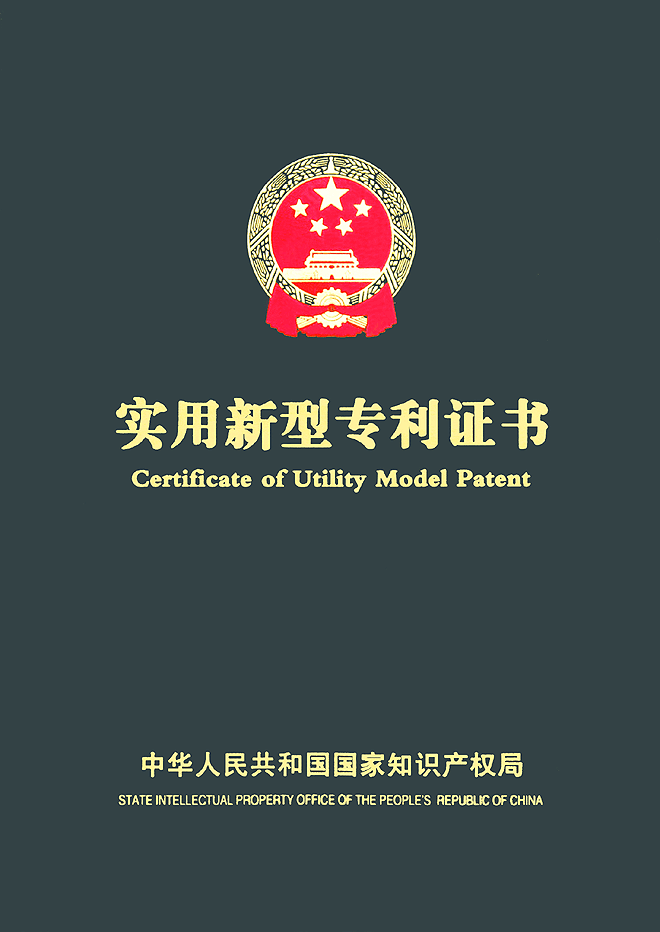 实用新型专利证书
Certificate of Utility Model Patent
中华人民共和国国家知识产权局
STATE INTELLECTUAL PROPERTY OFFICE OF THE PEOPLE'S REPUBLIC OF CHINA